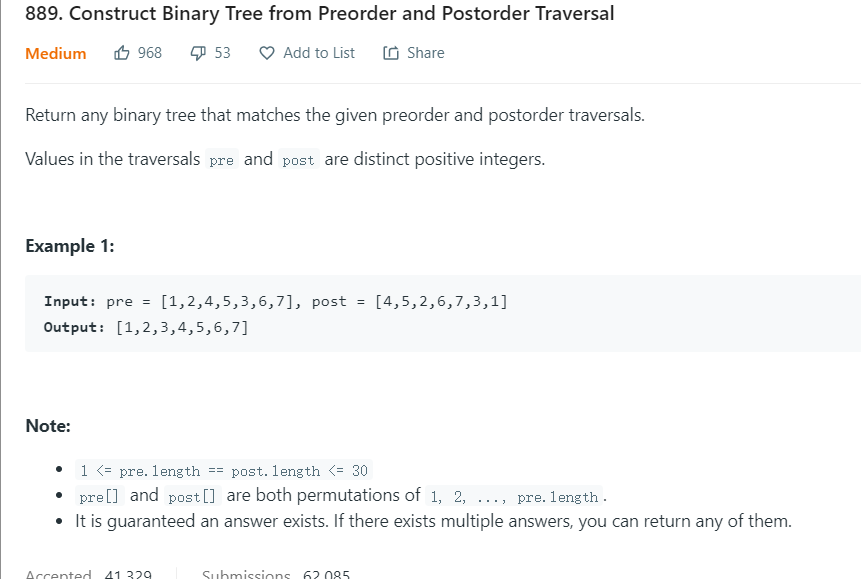 889. Construct Binary Tree from Preorder and Postorder Traversal
Medium 968 53 Add to List Share
Return any binary tree that matches the given preorder and postorder traversals.
Values in the traversals pre and post are distinct positive integers.
Example 1:
Input: pre = [1,2,4,5,3,6,7], post = [4,5,2,6,7,3,1]
Output: [1,2,3,4,5,6,7]
Note:
1 <= pre.length == post.length <= 30
pre[] and post[] are both permutations of 1, 2, ..., pre.length.
It is guaranteed an answer exists. If there exists multiple answers, you can return any of them.
Accepted 41,329 Submissions 62,085